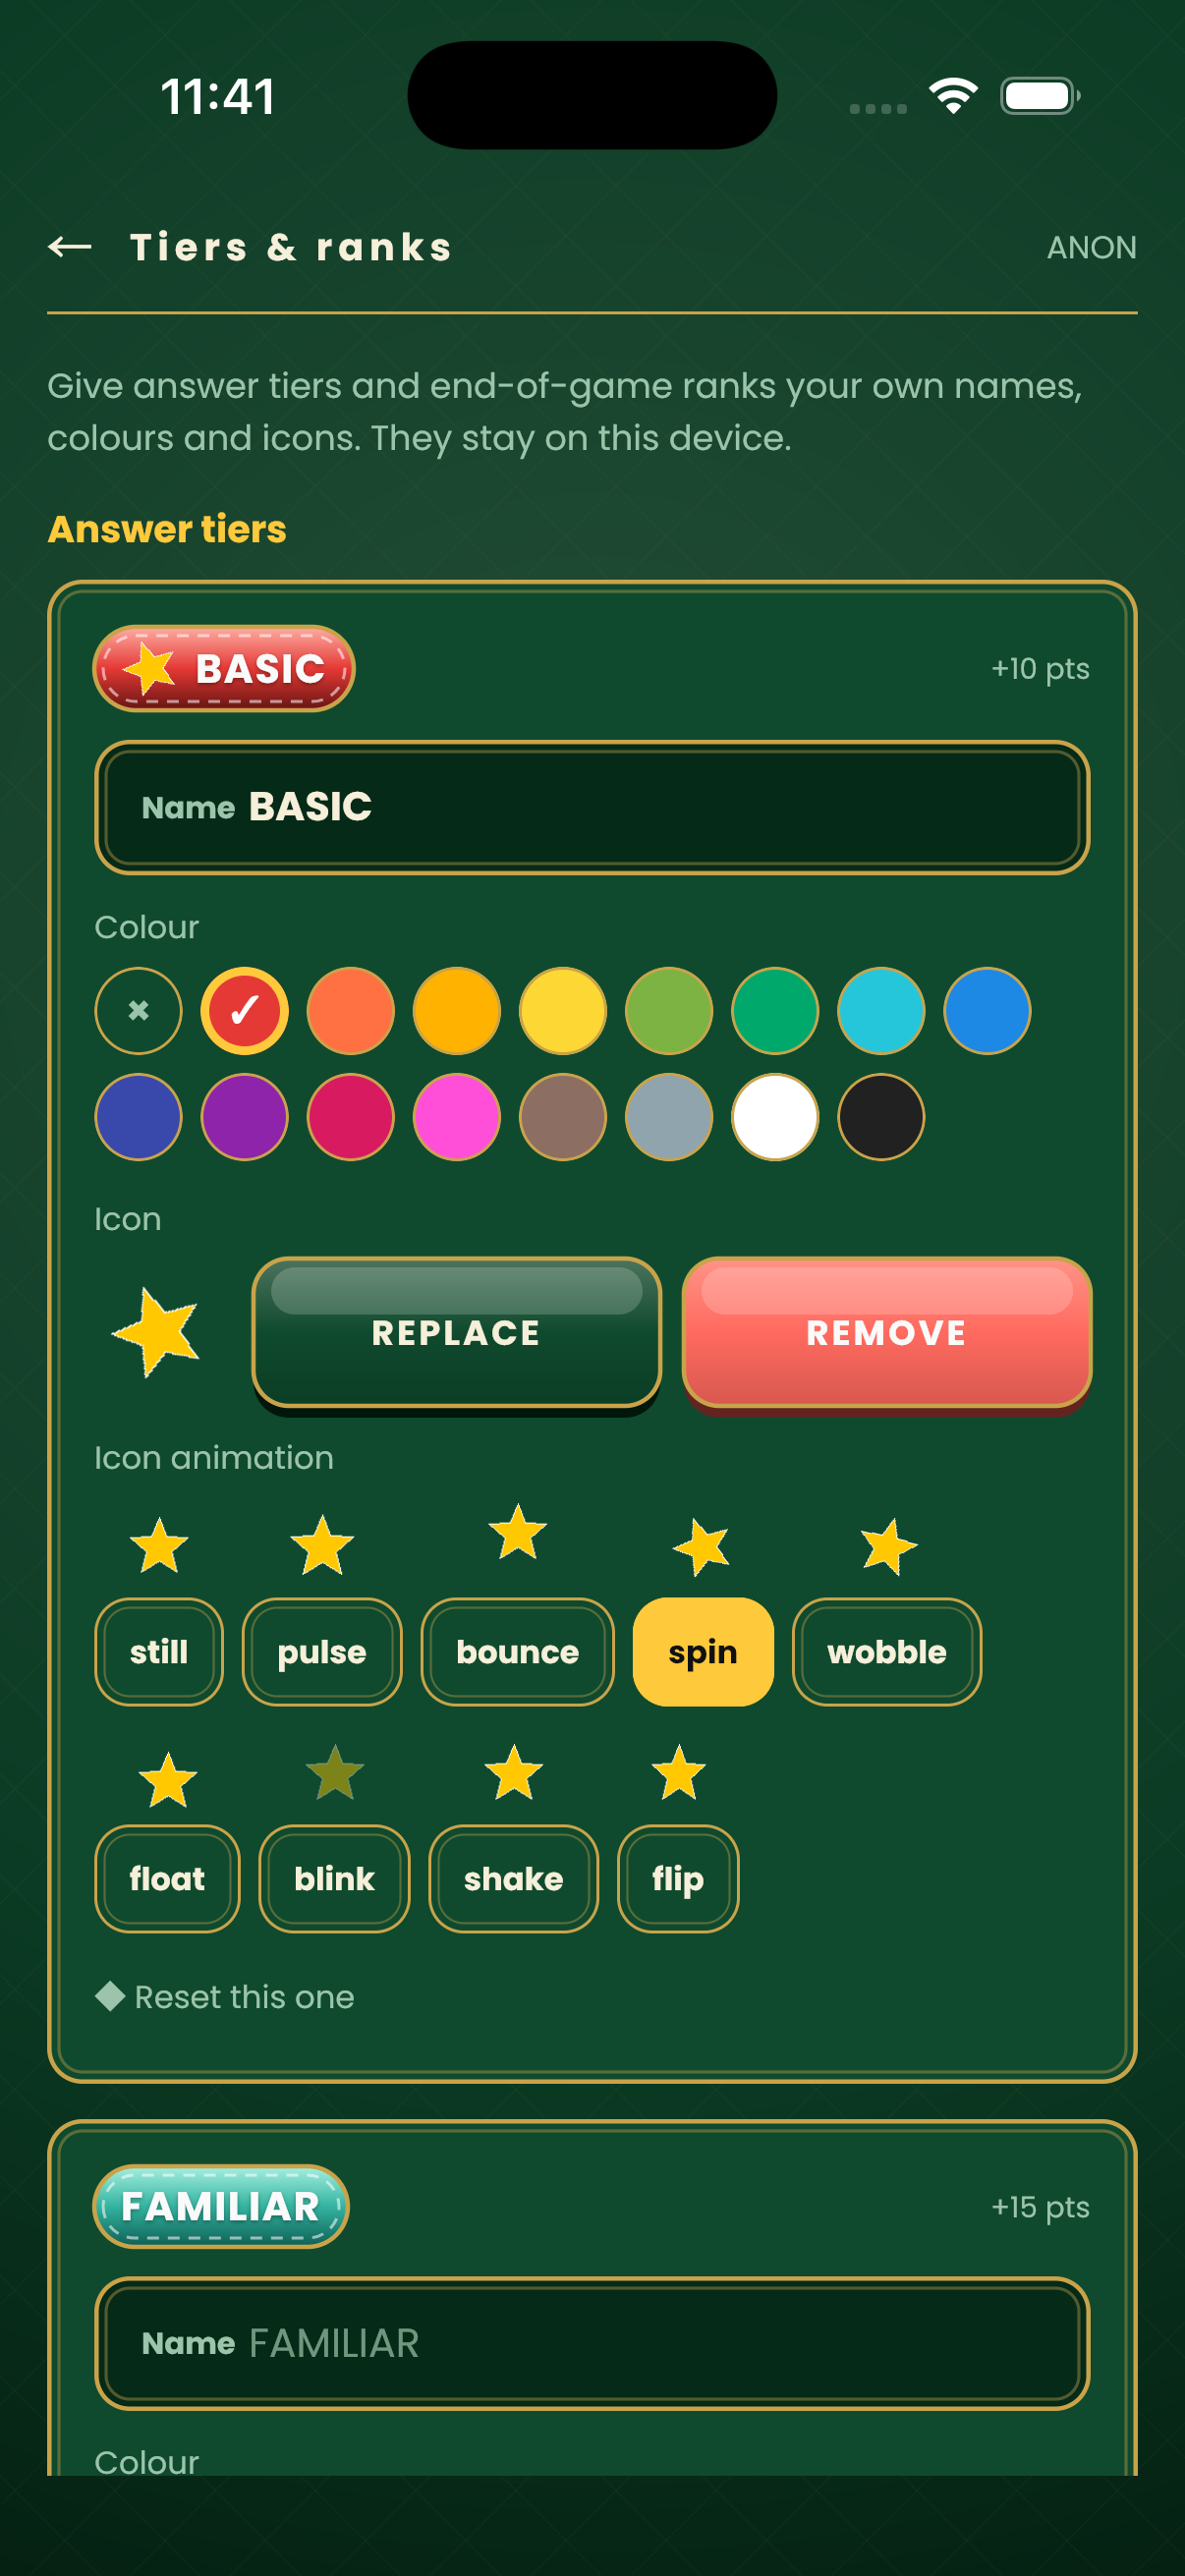 11:41
← Tiers & ranks
ANON
Give answer tiers and end-of-game ranks your own names,
colours and icons. They stay on this device.
Answer tiers
BASIC
+10 pts
Name BASIC
Colour
Icon
REPLACE
REMOVE
Icon animation
still
pulse
bounce
spin
wobble
float
blink
shake
flip
Reset this one
FAMILIAR
+15 pts
Name FAMILIAR
Colour